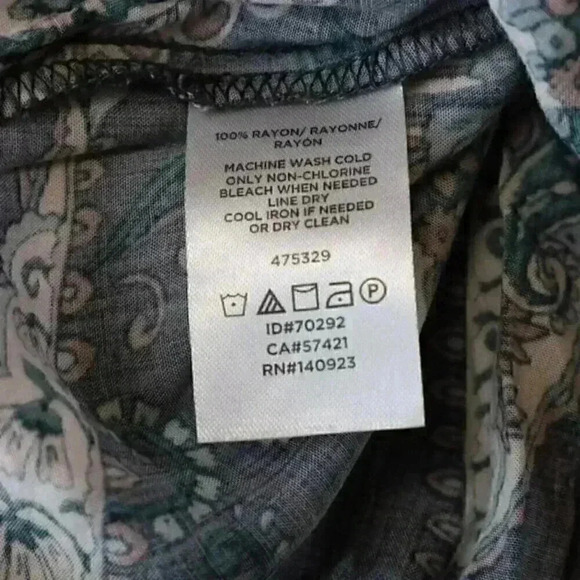 100% RAYON/ RAYONNE/
RAYÓN
MACHINE WASH COLD
ONLY NON-CHLORINE
BLEACH WHEN NEEDED
LINE DRY
COOL IRON IF NEEDED
OR DRY CLEAN
475329
P
ID#70292
CA#57421
RN#140923